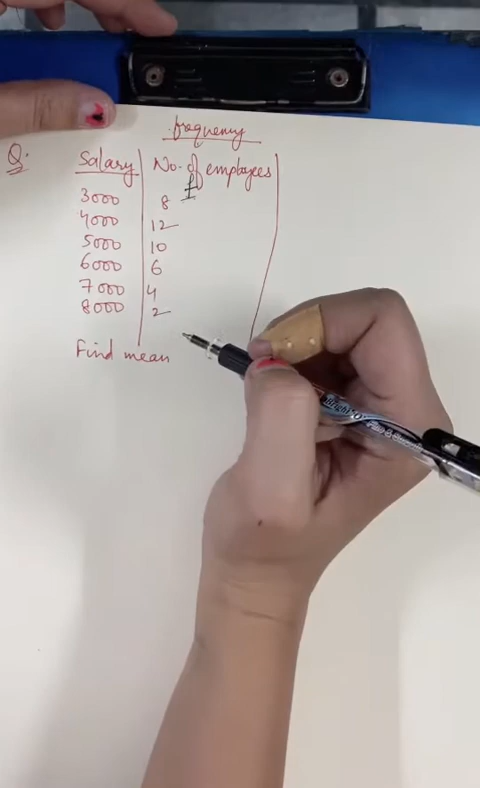 frequency
Q. Salary No. of employees
f
3000 8
4000 12
5000 10
6000 6
7000 4
8000 2
Find mean